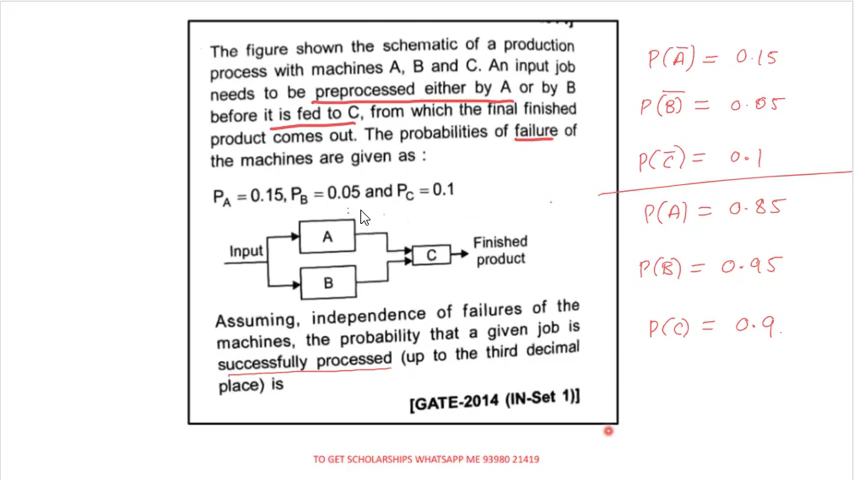 The figure shown the schematic of a production
process with machines A, B and C. An input job
needs to be preprocessed either by A or by B
before it is fed to C, from which the final finished
product comes out. The probabilities of failure of
the machines are given as :
P_A = 0.15, P_B = 0.05 and P_C = 0.1
Input
A
B
C
Finished
product
Assuming, independence of failures of the
machines, the probability that a given job is
successfully processed (up to the third decimal
place) is
[GATE-2014 (IN-Set 1)]
P(A̅) = 0.15
P(B̅) = 0.05
P(C̅) = 0.1
P(A) = 0.85
P(B) = 0.95
P(C) = 0.9.
TO GET SCHOLARSHIPS WHATSAPP ME 93980 21419